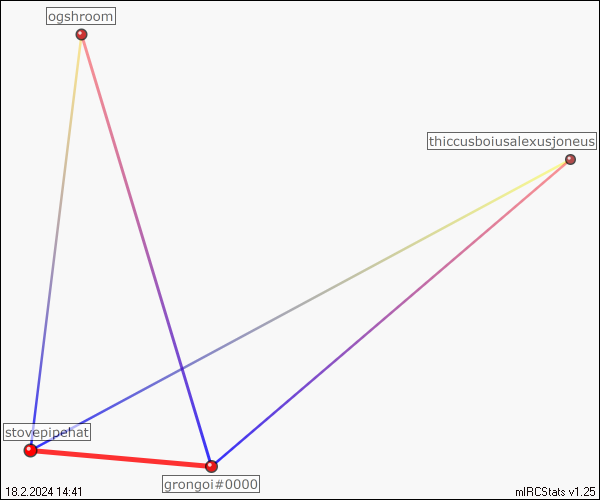 ogshroom
thiccusboiusalexusjoneus
stovepipehat
grongoi#0000
18.2.2024 14:41
mIRCStats v1.25